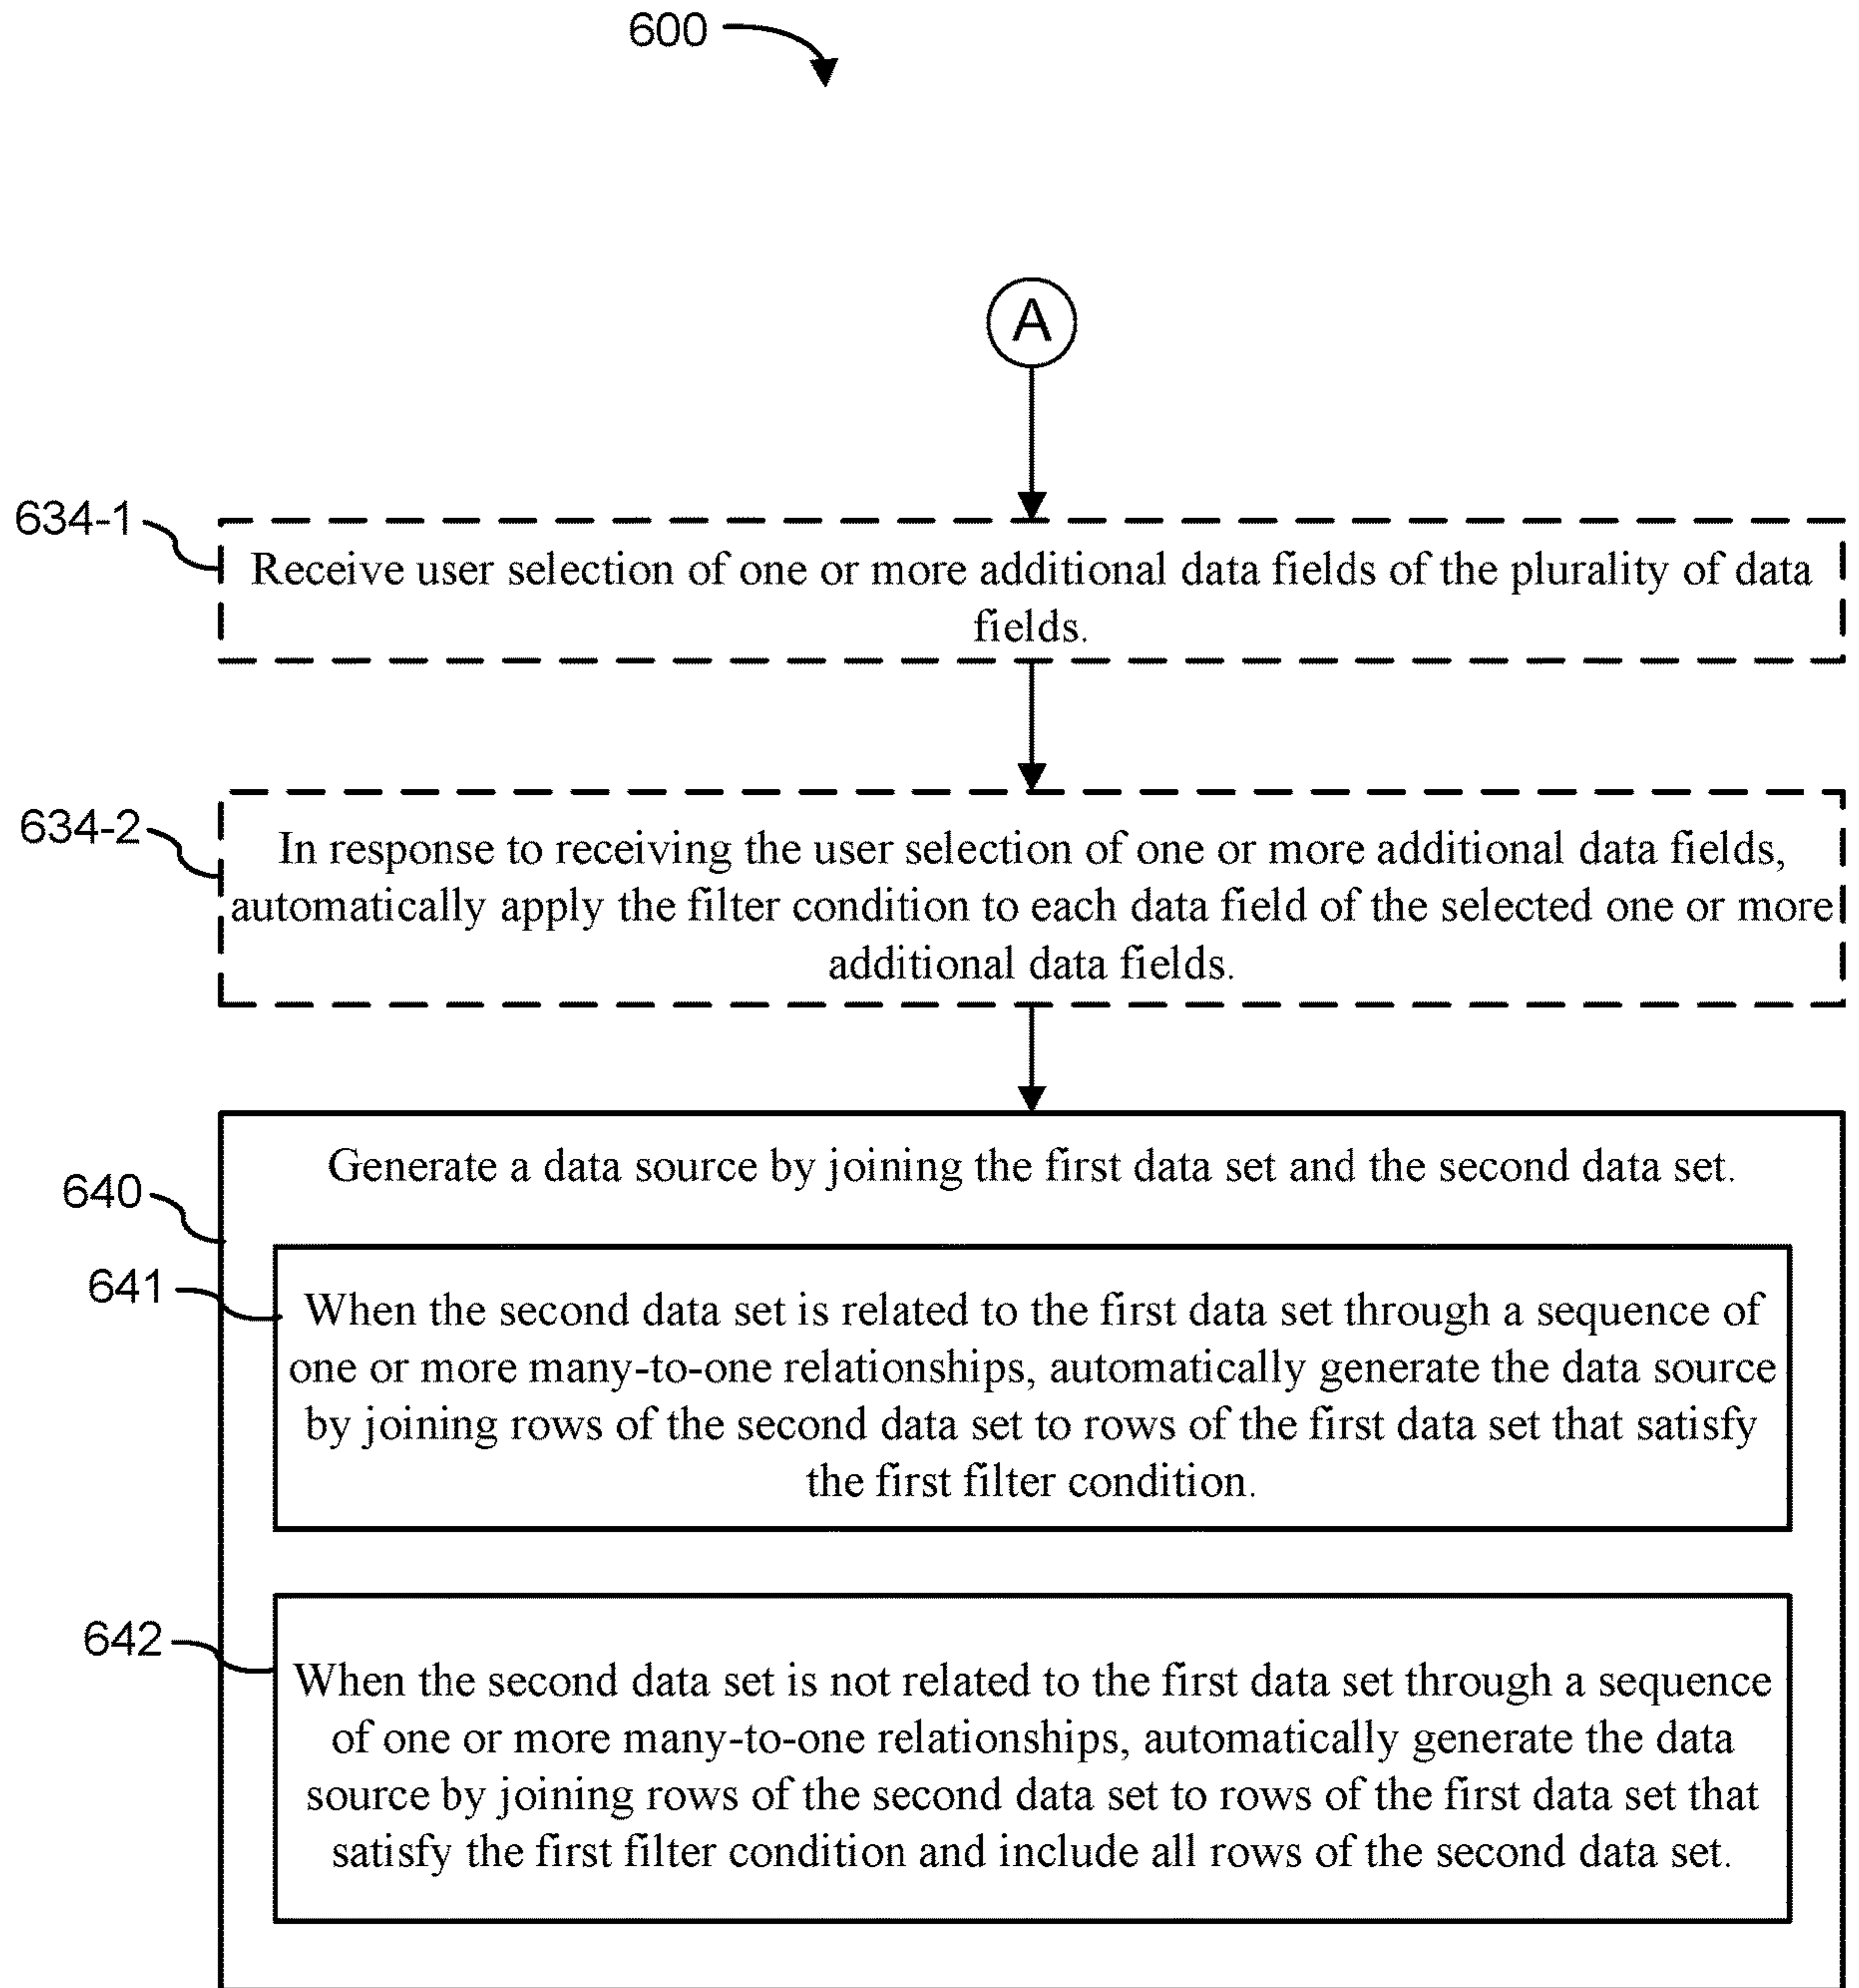 600
A
634-1
Receive user selection of one or more additional data fields of the plurality of data
fields.
634-2
In response to receiving the user selection of one or more additional data fields,
automatically apply the filter condition to each data field of the selected one or more
additional data fields.
640
Generate a data source by joining the first data set and the second data set.
641
When the second data set is related to the first data set through a sequence of
one or more many-to-one relationships, automatically generate the data source
by joining rows of the second data set to rows of the first data set that satisfy
the first filter condition.
642
When the second data set is not related to the first data set through a sequence
of one or more many-to-one relationships, automatically generate the data
source by joining rows of the second data set to rows of the first data set that
satisfy the first filter condition and include all rows of the second data set.